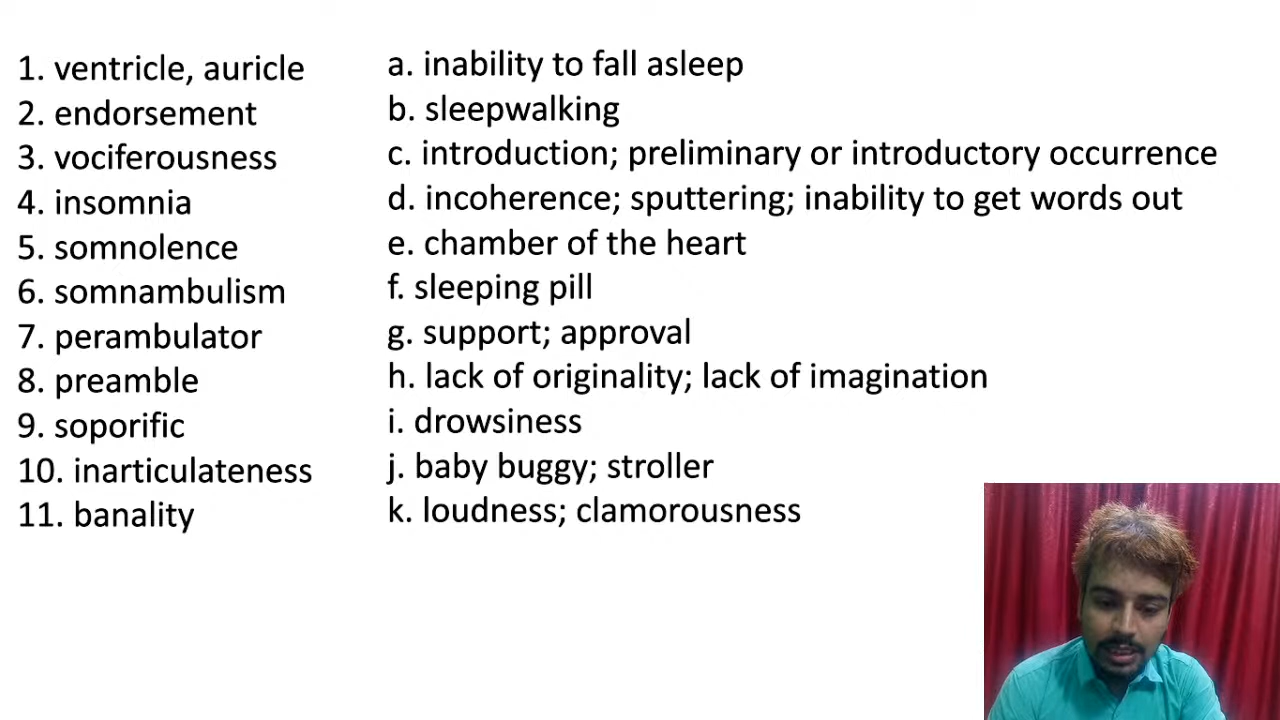 1. ventricle, auricle
2. endorsement
3. vociferousness
4. insomnia
5. somnolence
6. somnambulism
7. perambulator
8. preamble
9. soporific
10. inarticulateness
11. banality
a. inability to fall asleep
b. sleepwalking
c. introduction; preliminary or introductory occurrence
d. incoherence; sputtering; inability to get words out
e. chamber of the heart
f. sleeping pill
g. support; approval
h. lack of originality; lack of imagination
i. drowsiness
j. baby buggy; stroller
k. loudness; clamorousness